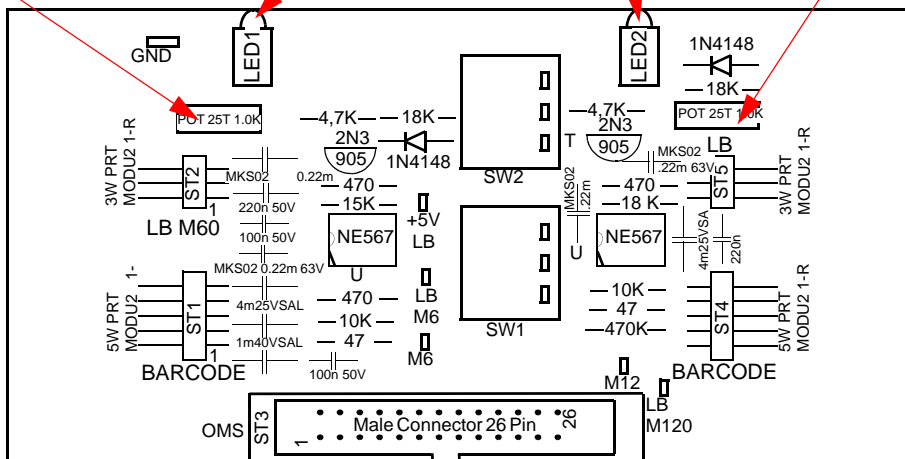 LED1
LED2
GND
1N4148
18K
POT 25T 1.0K
4,7K
18K
2N3
905
1N4148
T
SW2
4,7K
2N3
905
POT 25T 1.0K
LB
3W PRT
MODU2 1-R
ST2
1
LB M60
MKS02
0.22m
220n 50V
100n 50V
MKS02 0.22m 63V
470
15K
+5V
LB
NE567
U
MKS02
.22m
U
MKS02
.22m 63V
470
18 K
NE567
4m25VSA
220n
ST5
3W PRT
MODU2 1-R
5W PRT
MODU2 1-
ST1
1
BARCODE
4m25VSAL
1m40VSAL
100n 50V
470
10K
47
LB
M6
M6
SW1
10K
47
470K
M12
LB
M120
ST4
BARCODE
5W PRT
MODU2 1-R
OMS
ST3
1
Male Connector 26 Pin
26